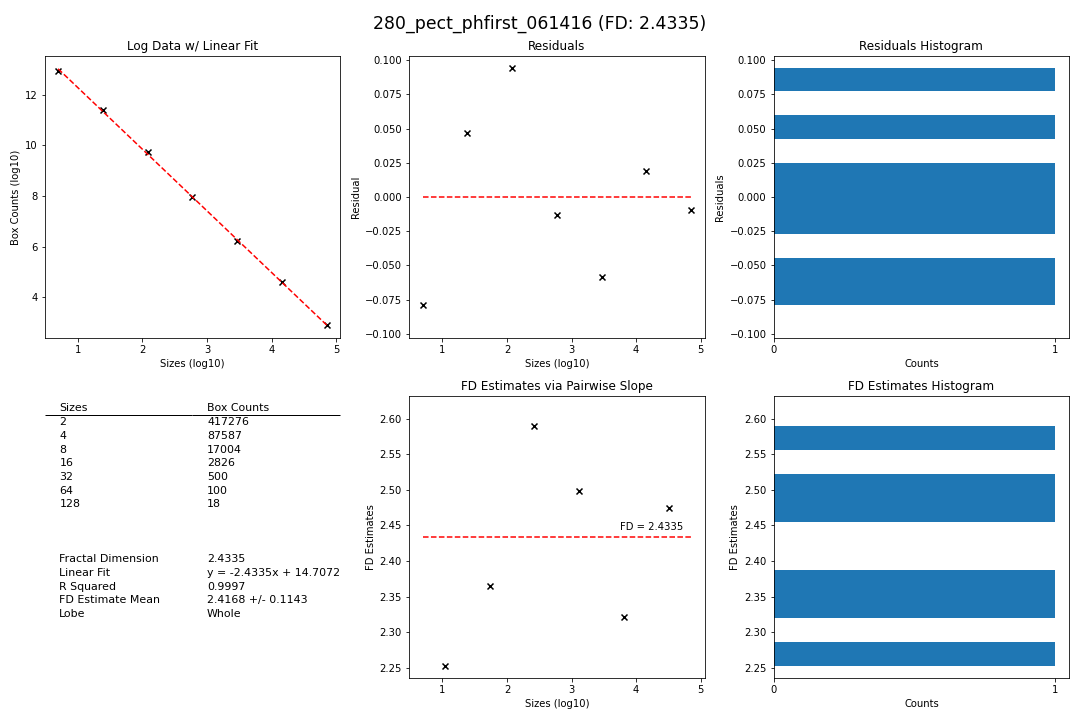 280_pect_phfirst_061416 (FD: 2.4335)
Log Data w/ Linear Fit
12
10
8
6
4
Box Counts (log10)
1 2 3 4 5
Sizes (log10)
Residuals
0.100
0.075
0.050
0.025
0.000
−0.025
−0.050
−0.075
−0.100
Residual
1 2 3 4 5
Sizes (log10)
Residuals Histogram
0.100
0.075
0.050
0.025
0.000
−0.025
−0.050
−0.075
−0.100
Residuals
0 1
Counts
Sizes Box Counts
2 417276
4 87587
8 17004
16 2826
32 500
64 100
128 18
Fractal Dimension 2.4335
Linear Fit y = -2.4335x + 14.7072
R Squared 0.9997
FD Estimate Mean 2.4168 +/- 0.1143
Lobe Whole
FD Estimates via Pairwise Slope
2.60
2.55
2.50
2.45
2.40
2.35
2.30
2.25
FD Estimates
FD = 2.4335
1 2 3 4 5
Sizes (log10)
FD Estimates Histogram
2.60
2.55
2.50
2.45
2.40
2.35
2.30
2.25
FD Estimates
0 1
Counts